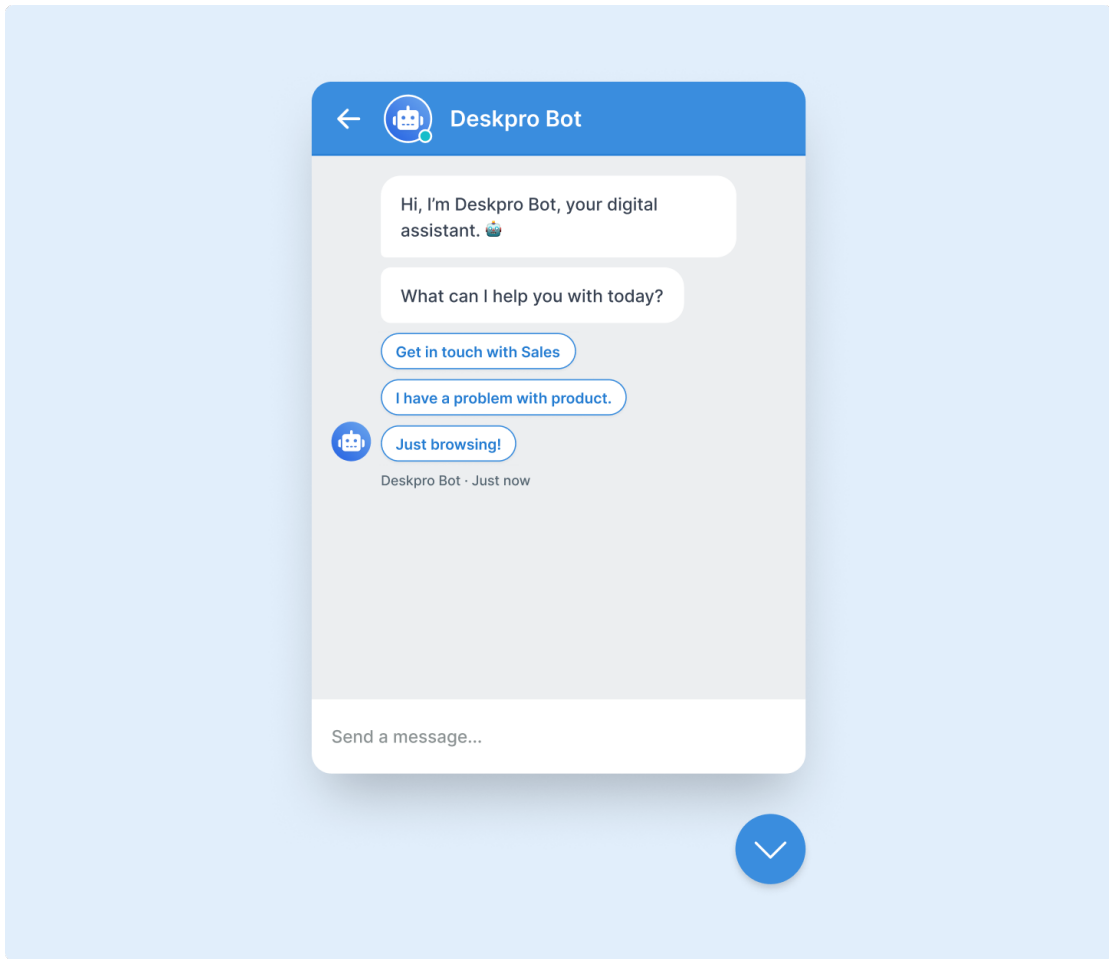 Deskpro Bot
Hi, I’m Deskpro Bot, your digital
assistant. 🤖
What can I help you with today?
Get in touch with Sales
I have a problem with product.
Just browsing!
Deskpro Bot · Just now
Send a message...